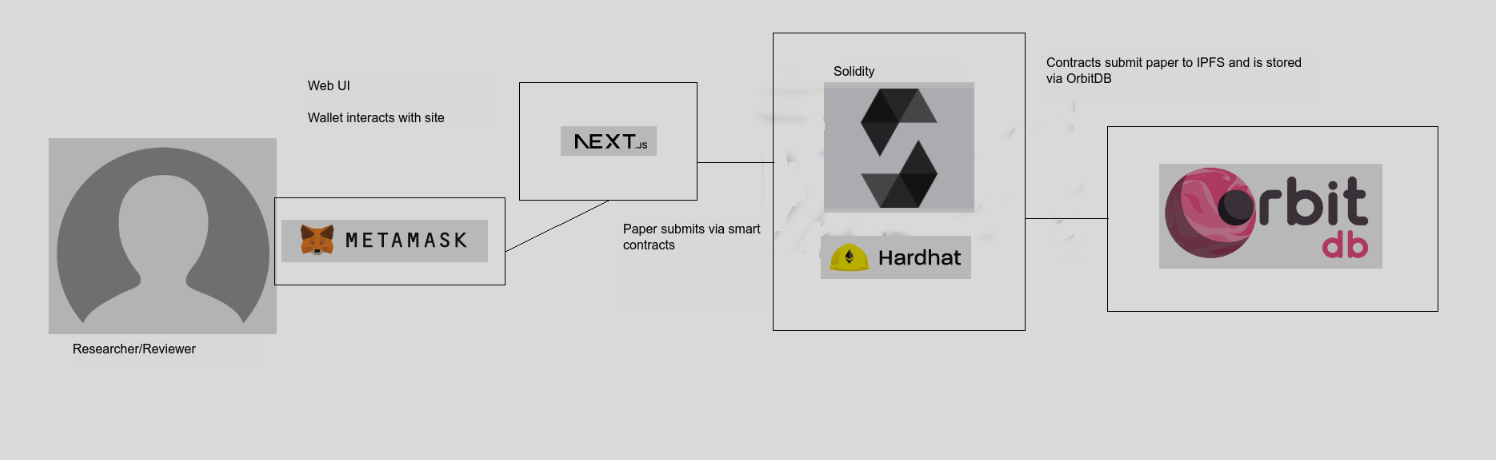 Web UI
Wallet interacts with site
Researcher/Reviewer
METAMASK
NEXT.JS
Paper submits via smart
contracts
Solidity
Hardhat
Contracts submit paper to IPFS and is stored
via OrbitDB
Orbit
db